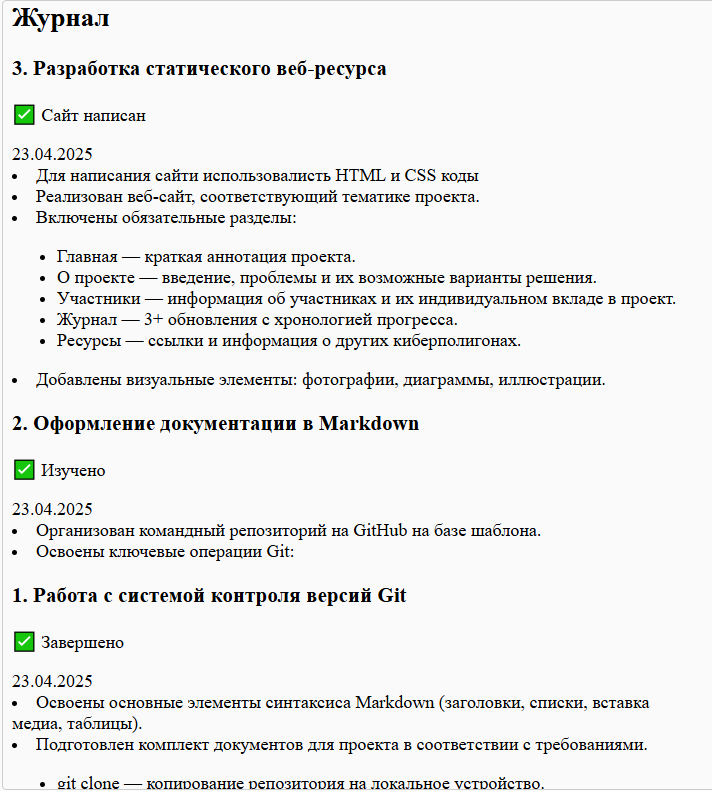 Журнал
3. Разработка статического веб-ресурса
✅ Сайт написан
23.04.2025
• Для написания сайти использовалисть HTML и CSS коды
• Реализован веб-сайт, соответствующий тематике проекта.
• Включены обязательные разделы:
• Главная — краткая аннотация проекта.
• О проекте — введение, проблемы и их возможные варианты решения.
• Участники — информация об участниках и их индивидуальном вкладе в проект.
• Журнал — 3+ обновления с хронологией прогресса.
• Ресурсы — ссылки и информация о других киберполигонах.
• Добавлены визуальные элементы: фотографии, диаграммы, иллюстрации.
2. Оформление документации в Markdown
✅ Изучено
23.04.2025
• Организован командный репозиторий на GitHub на базе шаблона.
• Освоены ключевые операции Git:
1. Работа с системой контроля версий Git
✅ Завершено
23.04.2025
• Освоены основные элементы синтаксиса Markdown (заголовки, списки, вставка
медиа, таблицы).
• Подготовлен комплект документов для проекта в соответствии с требованиями.
• git clone — копирование репозитория на локальное устройство.